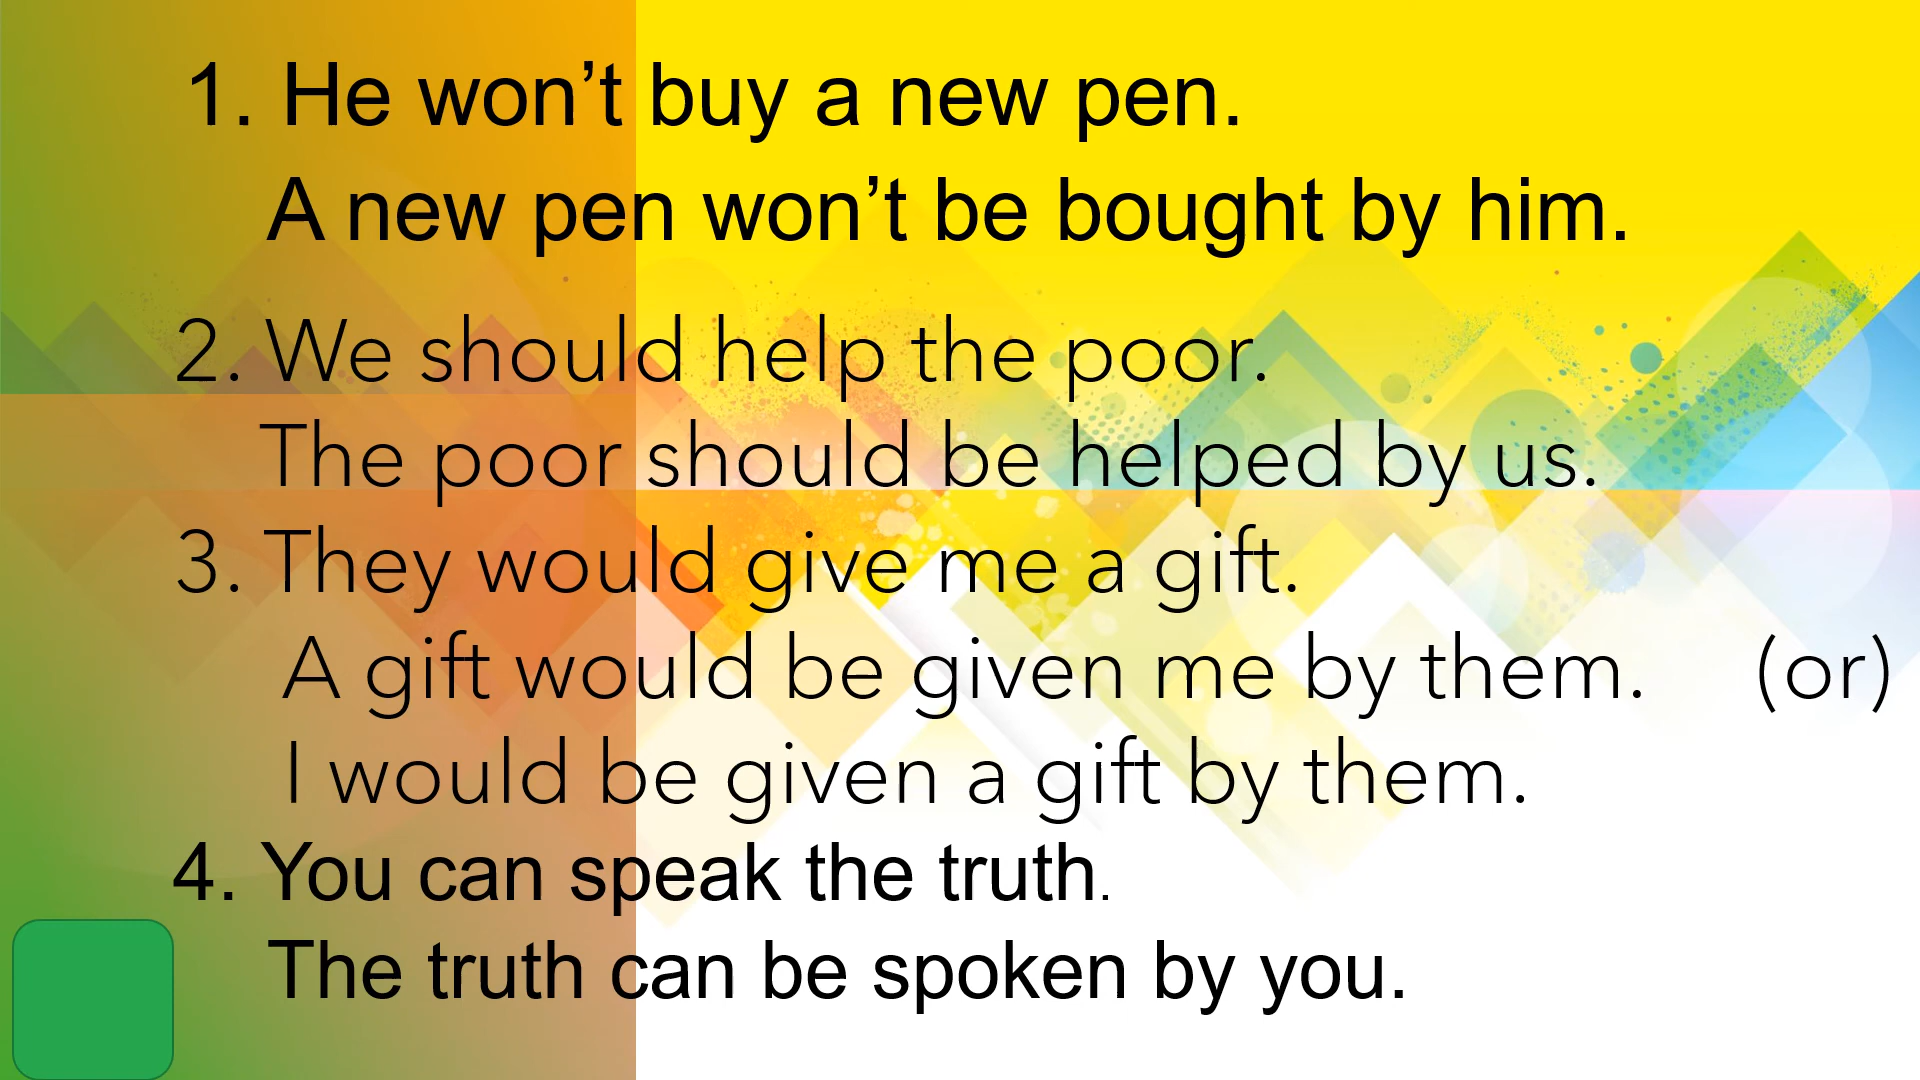 1. He won’t buy a new pen.
A new pen won’t be bought by him.
2. We should help the poor.
The poor should be helped by us.
3. They would give me a gift.
A gift would be given me by them. (or)
I would be given a gift by them.
4. You can speak the truth.
The truth can be spoken by you.